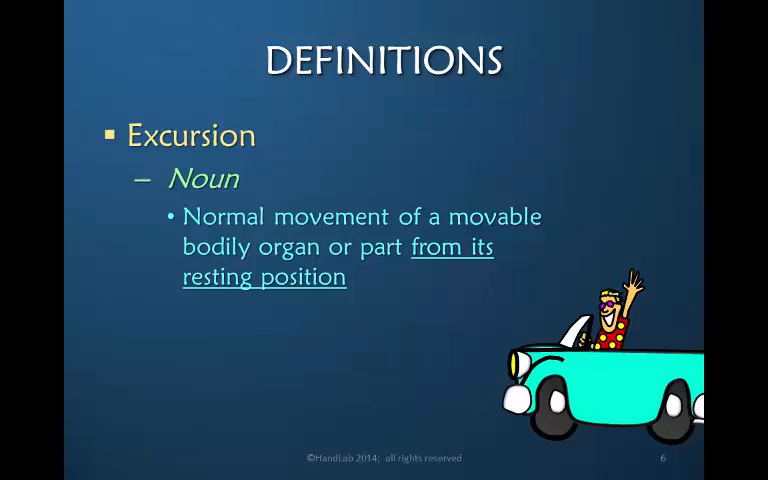 DEFINITIONS
▪ Excursion
– Noun
• Normal movement of a movable
bodily organ or part from its
resting position
©HandLab 2014; all rights reserved
6